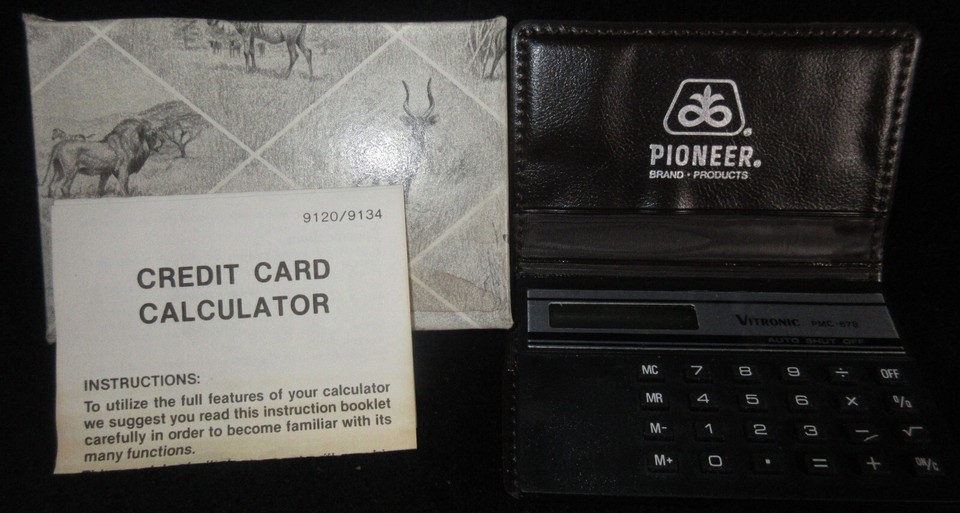 9120/9134
CREDIT CARD
CALCULATOR
INSTRUCTIONS:
To utilize the full features of your calculator
we suggest you read this instruction booklet
carefully in order to become familiar with its
many functions.
PIONEER®
BRAND • PRODUCTS
VITRONIC PMC-678
AUTO SHUT OFF
MC 7 8 9 ÷ OFF
MR 4 5 6 × %
M- 1 2 3 − √
M+ 0 • = + ON/C